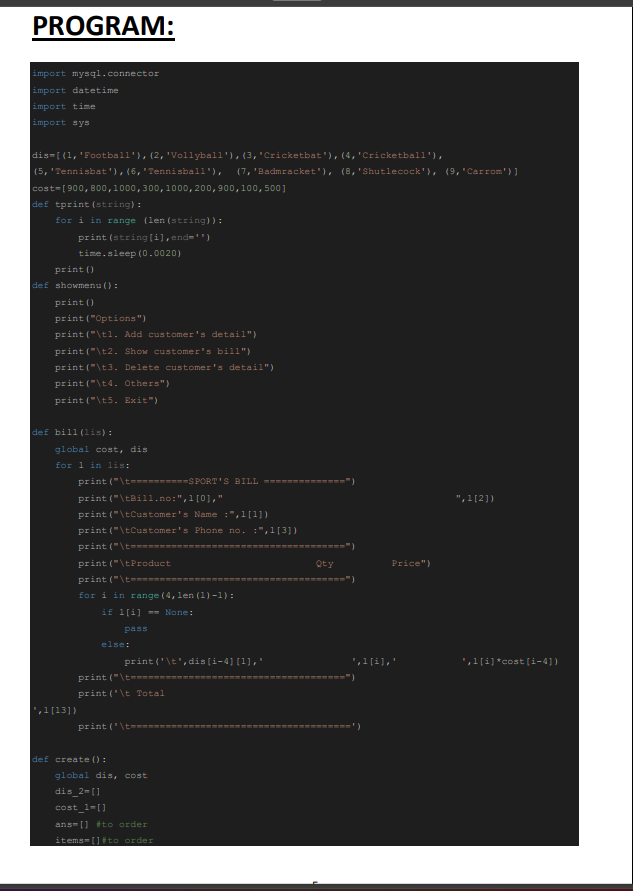 PROGRAM:
import mysql.connector
import datetime
import time
import sys
dis=[(1,'Football'),(2,'Vollyball'),(3,'Cricketbat'),(4,'Cricketball'),
(5,'Tennisbat'),(6,'Tennisball'), (7,'Badmracket'), (8,'Shutlecock'), (9,'Carrom')]
cost=[900,800,1000,300,1000,200,900,100,500]
def tprint(string):
    for i in range (len(string)):
        print(string[i],end='')
        time.sleep(0.0020)
    print()
def showmenu():
    print()
    print("Options")
    print("\t1. Add customer's detail")
    print("\t2. Show customer's bill")
    print("\t3. Delete customer's detail")
    print("\t4. Others")
    print("\t5. Exit")
def bill(lis):
    global cost, dis
    for l in lis:
        print("\t==========SPORT'S BILL ==============")
        print("\tBill.no:",l[0],"                                        ",l[2])
        print("\tCustomer's Name :",l[1])
        print("\tCustomer's Phone no. :",l[3])
        print("\t=====================================")
        print("\tProduct                         Qty          Price")
        print("\t=====================================")
        for i in range(4,len(l)-1):
            if l[i] == None:
                pass
            else:
                print('\t',dis[i-4][1],'               ',l[i],'           ',l[i]*cost[i-4])
        print("\t=====================================")
        print('\t Total
',l[13])
        print('\t======================================')
def create():
    global dis, cost
    dis_2=[]
    cost_1=[]
    ans=[] #to order
    items=[]#to order